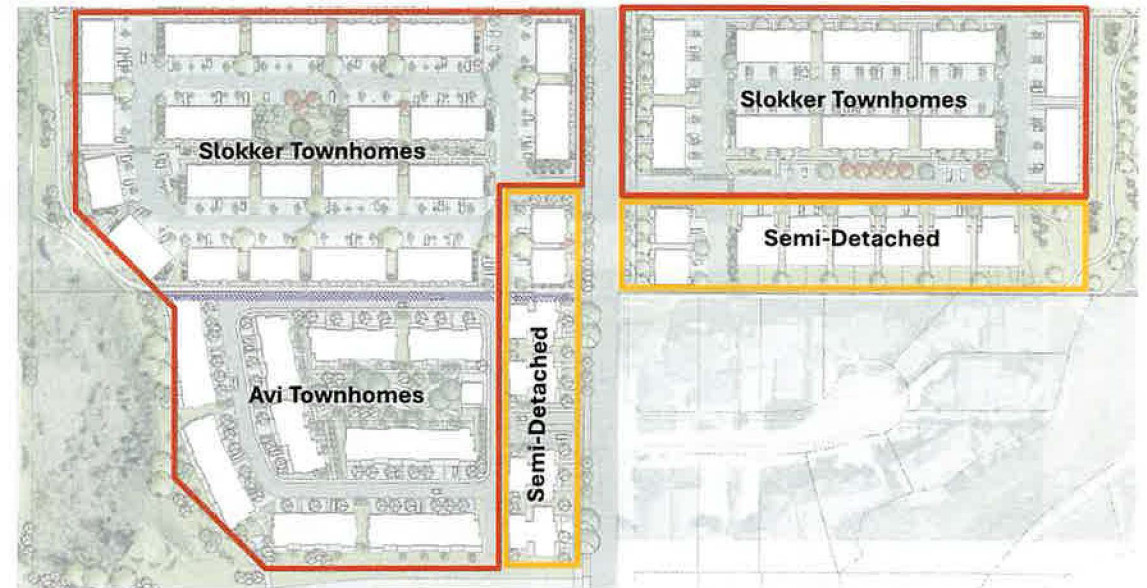 Slokker Townhomes
Slokker Townhomes
Semi-Detached
Avi Townhomes
Semi-Detached